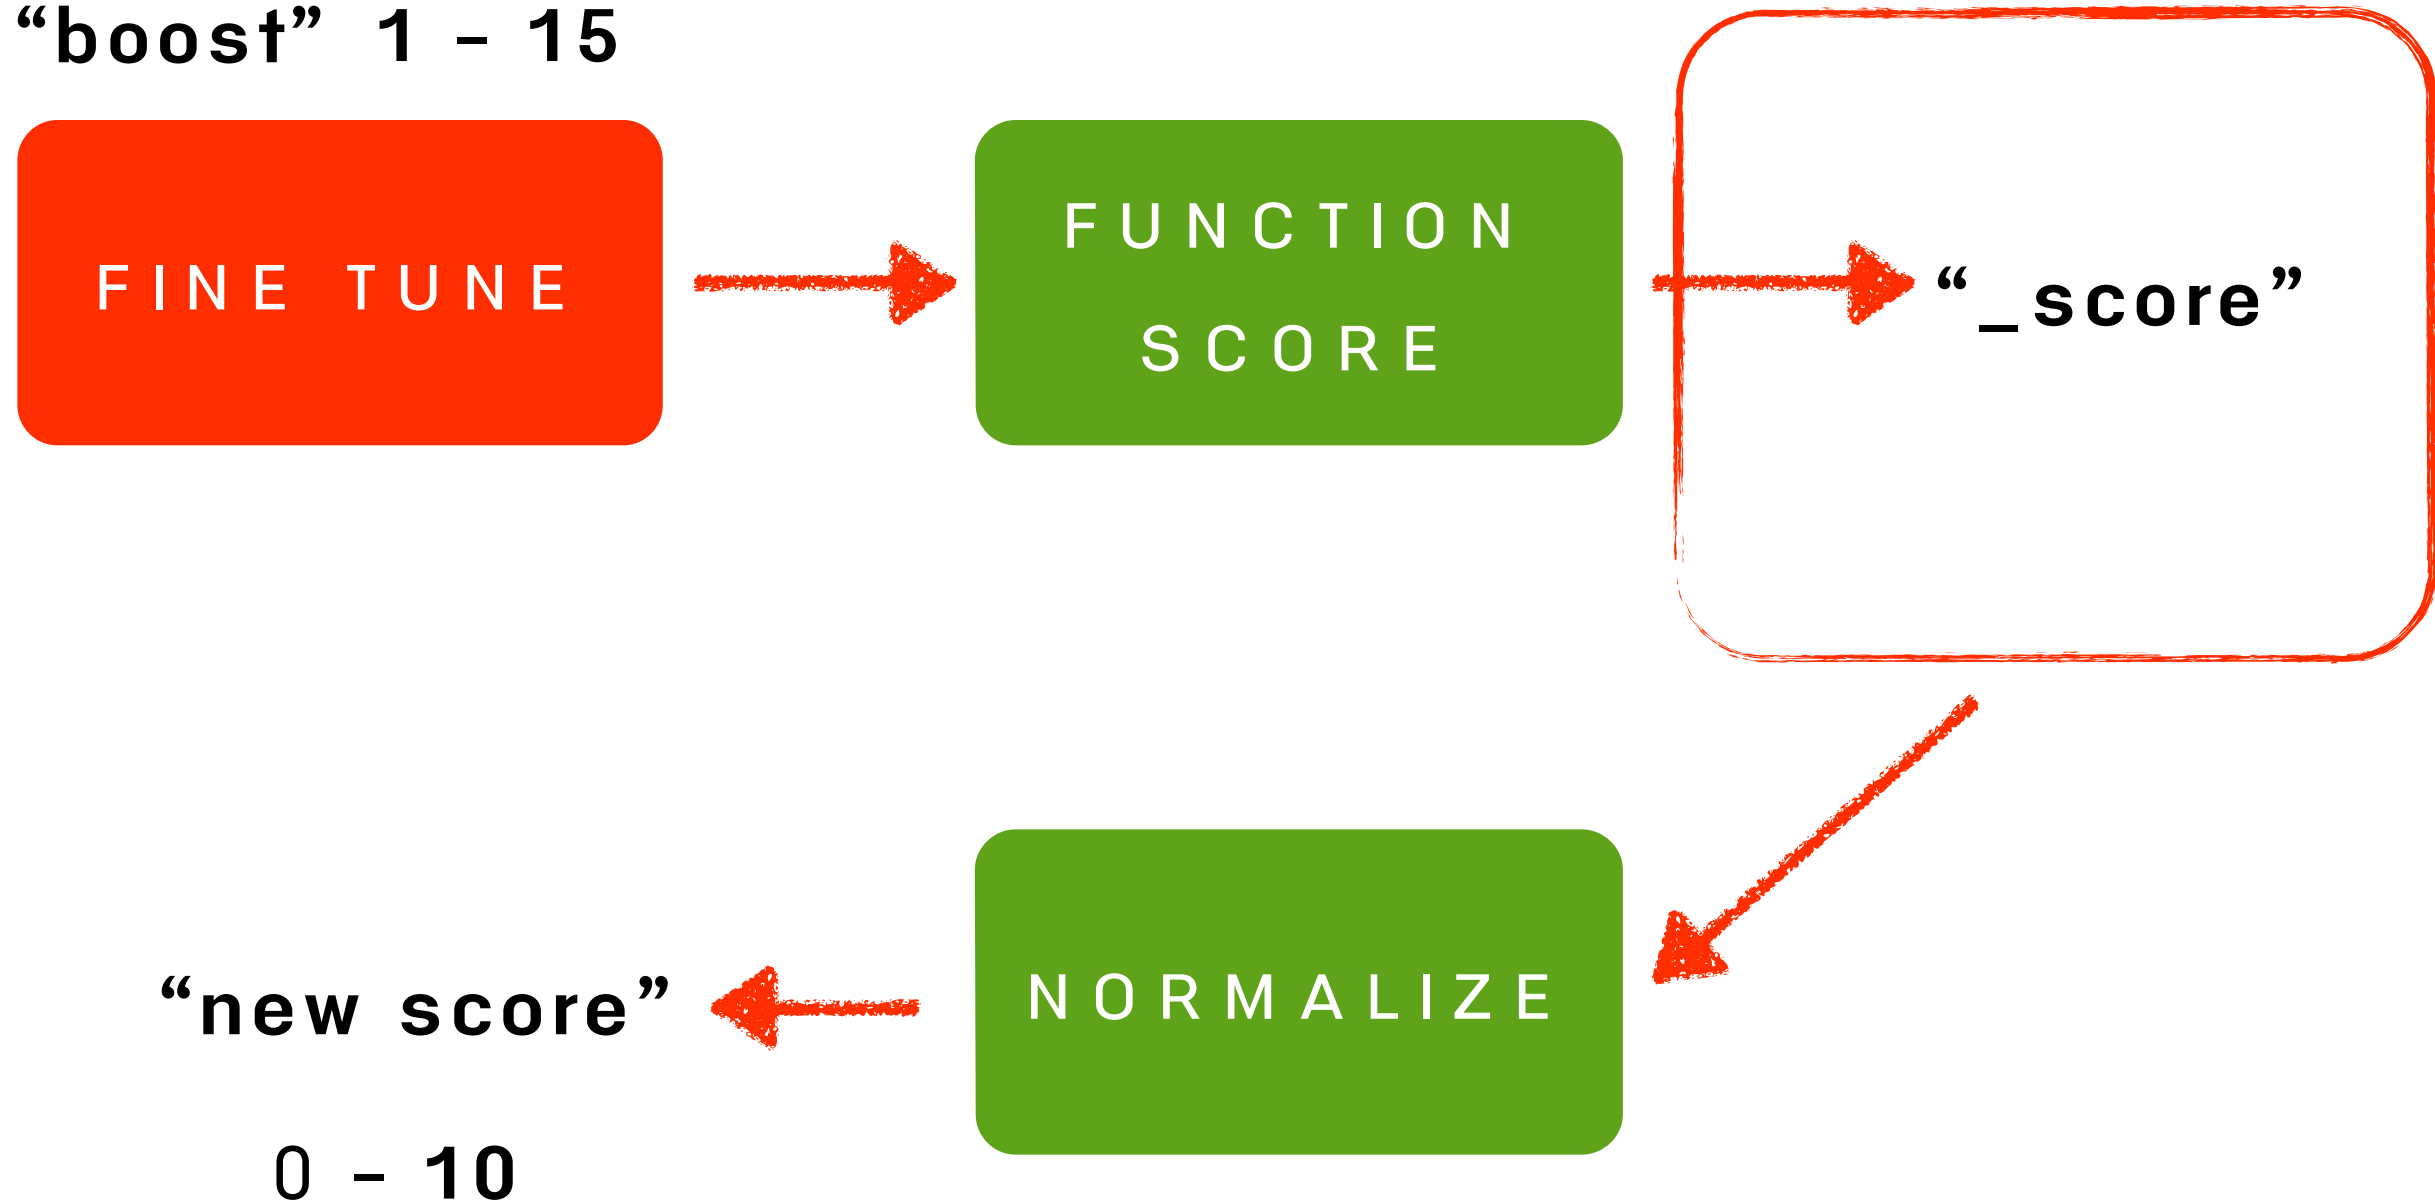 “boost” 1 – 15
FINE TUNE
FUNCTION
SCORE
“_score”
NORMALIZE
“new score”
0 – 10